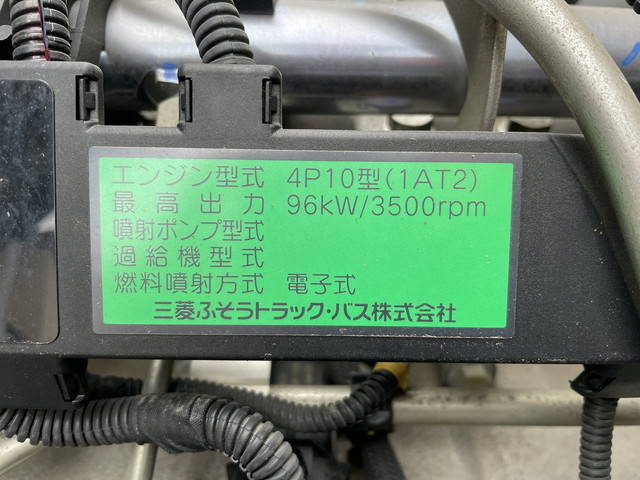 エンジン型式 4P10型(1AT2)
最高出力 96kW/3500rpm
噴射ポンプ型式
過給機型式
燃料噴射方式 電子式
三菱ふそうトラック・バス株式会社